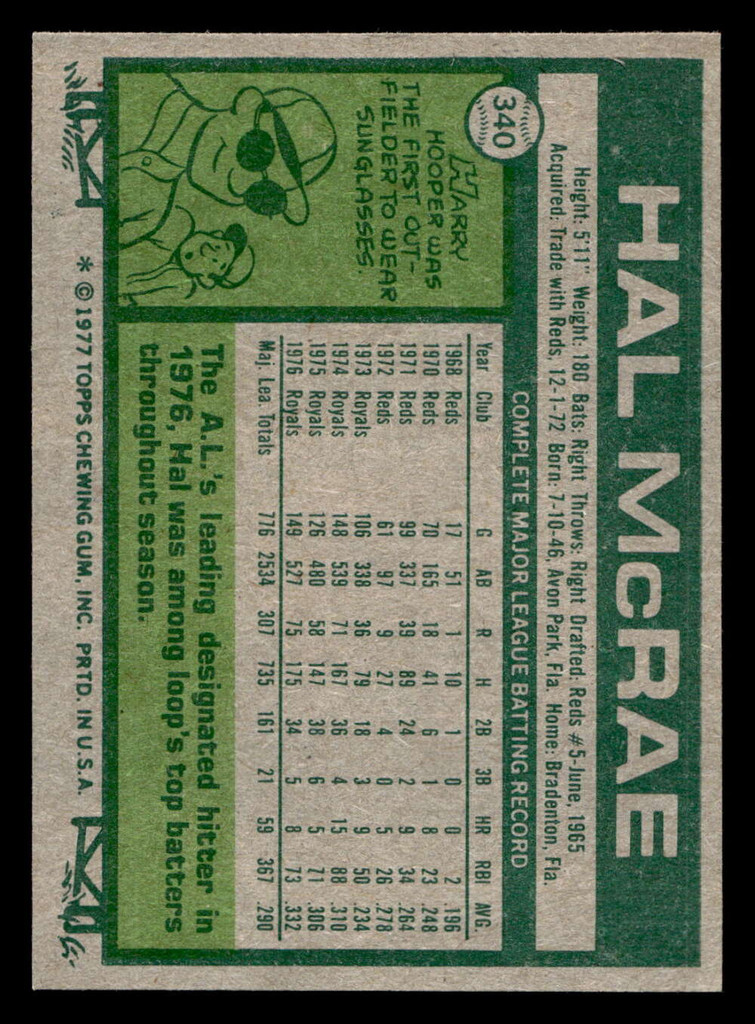 340
HAL McRAE
Height: 5'11" Weight: 180 Bats: Right Throws: Right Drafted: Reds #5-June, 1965
Acquired: Trade with Reds, 12-1-72 Born: 7-10-46, Avon Park, Fla. Home: Bradenton, Fla.
COMPLETE MAJOR LEAGUE BATTING RECORD
Year Club G AB R H 2B 3B HR RBI AVG.
1968 Reds 17 51 1 10 1 0 0 2 .196
1970 Reds 70 165 18 41 6 1 8 23 .248
1971 Reds 99 337 39 89 24 2 9 34 .264
1972 Reds 61 97 9 27 4 0 5 26 .278
1973 Royals 106 338 36 79 18 3 9 50 .234
1974 Royals 148 539 71 167 36 4 15 88 .310
1975 Royals 126 480 58 147 38 6 5 71 .306
1976 Royals 149 527 75 175 34 5 8 73 .332
Maj. Lea. Totals 776 2534 307 735 161 21 59 367 .290
HARRY
HOOPER WAS
THE FIRST OUT-
FIELDER TO WEAR
SUNGLASSES.
The A.L.'s leading designated hitter in
1976, Hal was among loop's top batters
throughout season.
* © 1977 TOPPS CHEWING GUM, INC. PRTD. IN U.S.A.